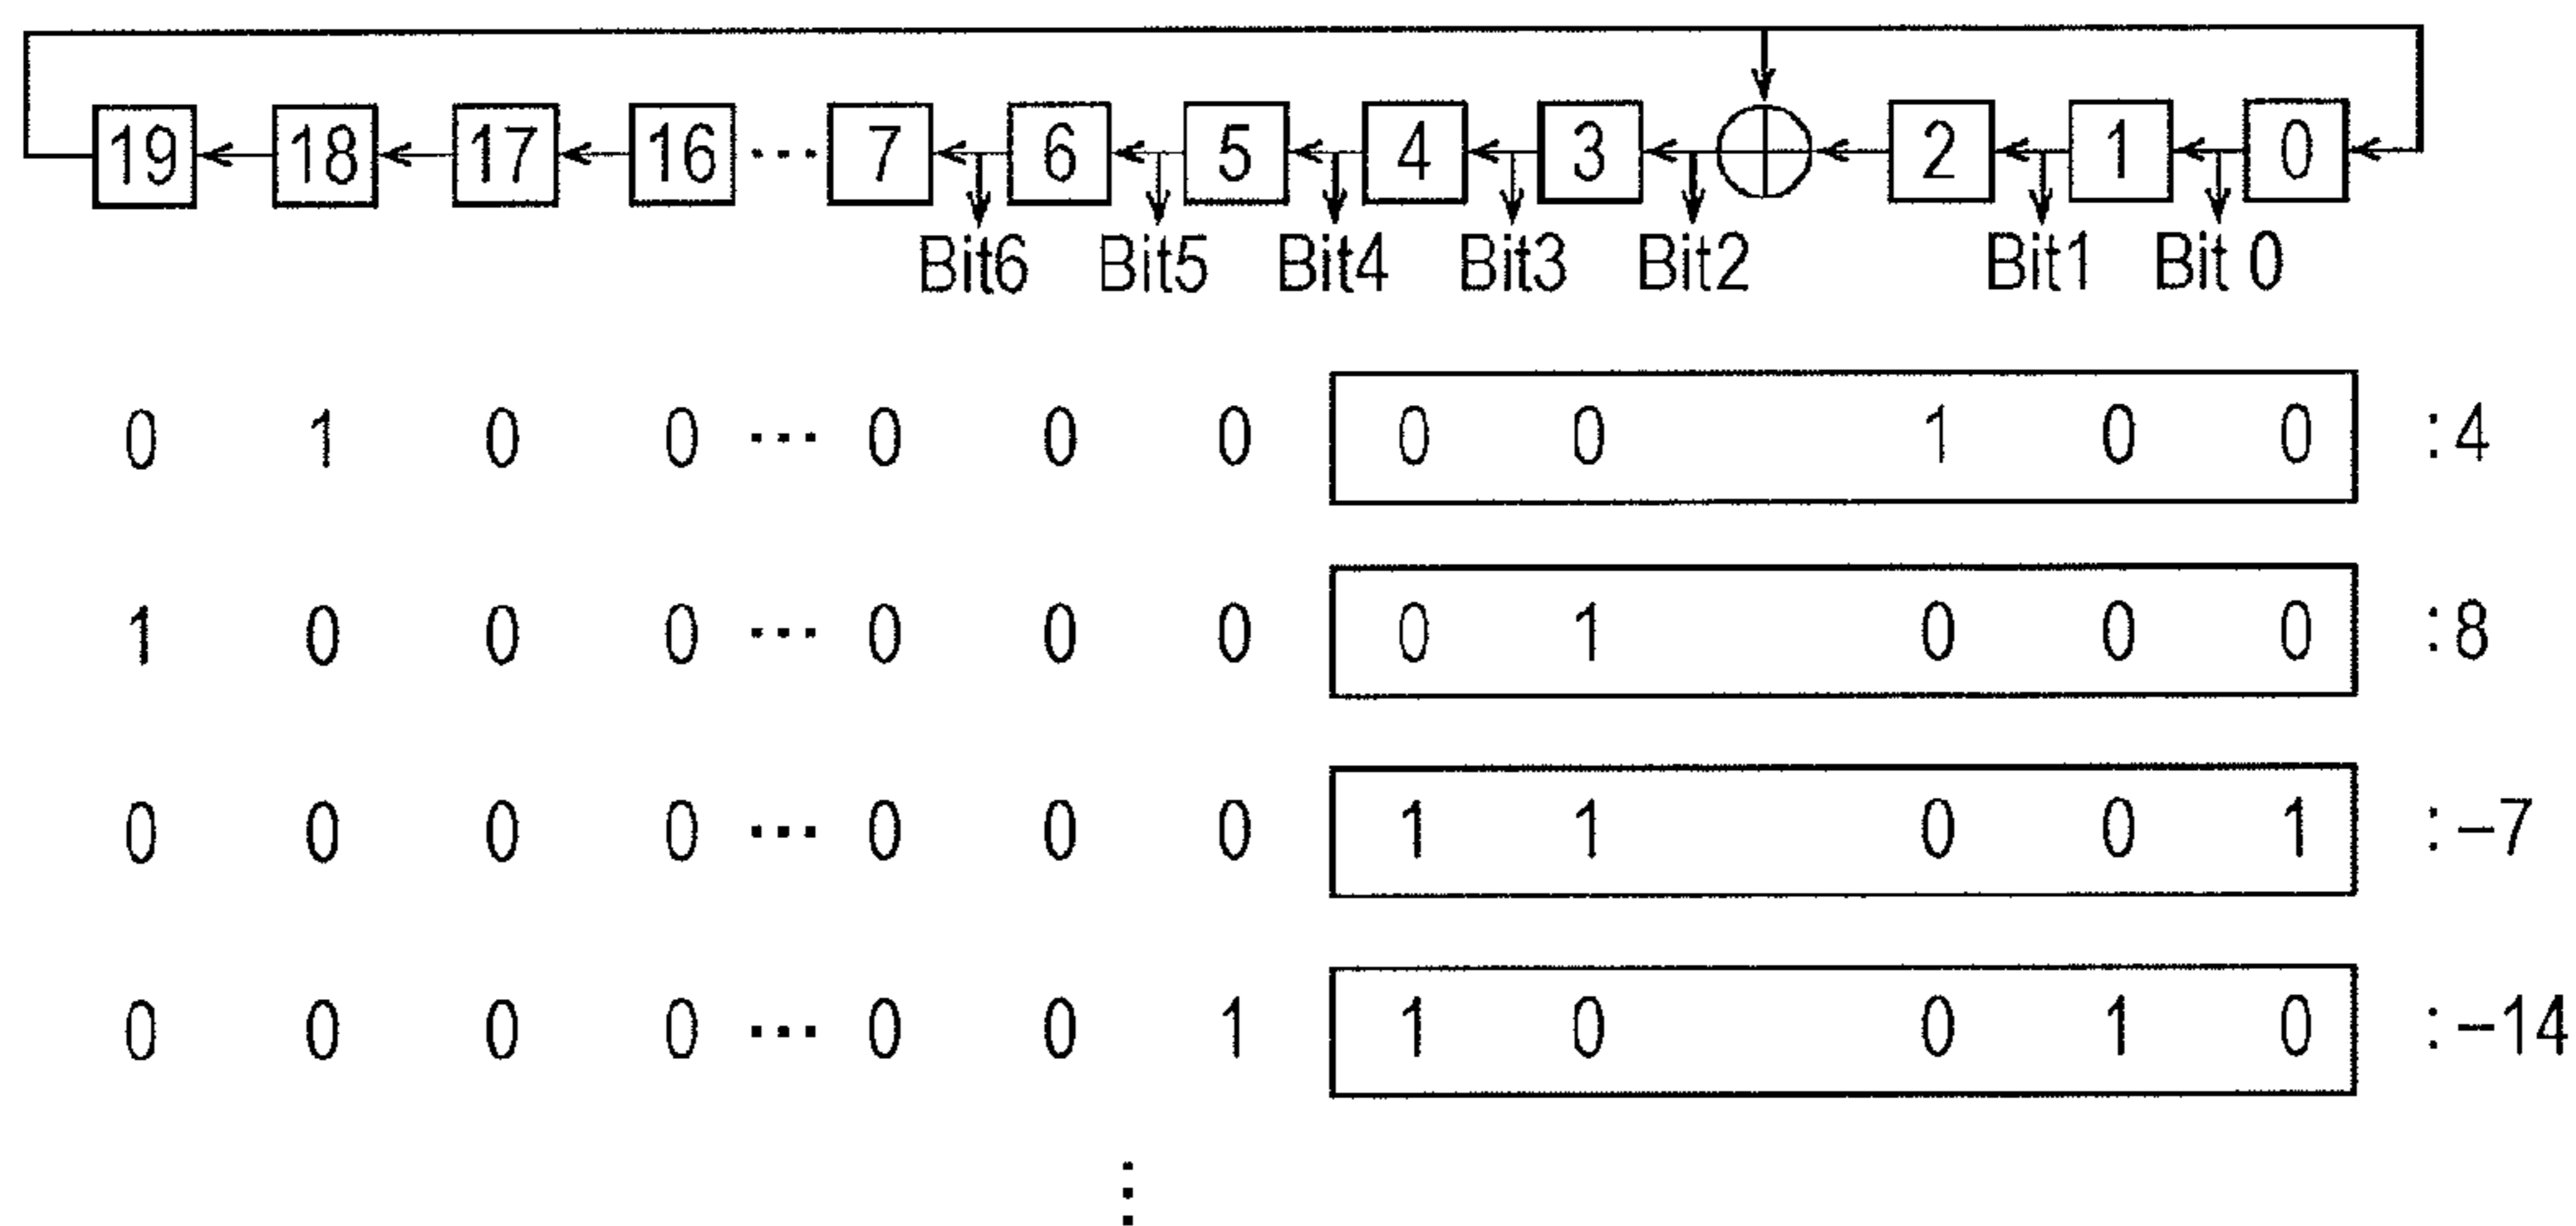 19 18 17 16 ··· 7 6 5 4 3 2 1 0
Bit6 Bit5 Bit4 Bit3 Bit2 Bit1 Bit 0
0 1 0 0 ··· 0 0 0 0 0 1 0 0 :4
1 0 0 0 ··· 0 0 0 0 1 0 0 0 :8
0 0 0 0 ··· 0 0 0 1 1 0 0 1 :−7
0 0 0 0 ··· 0 0 1 1 0 0 1 0 :−14